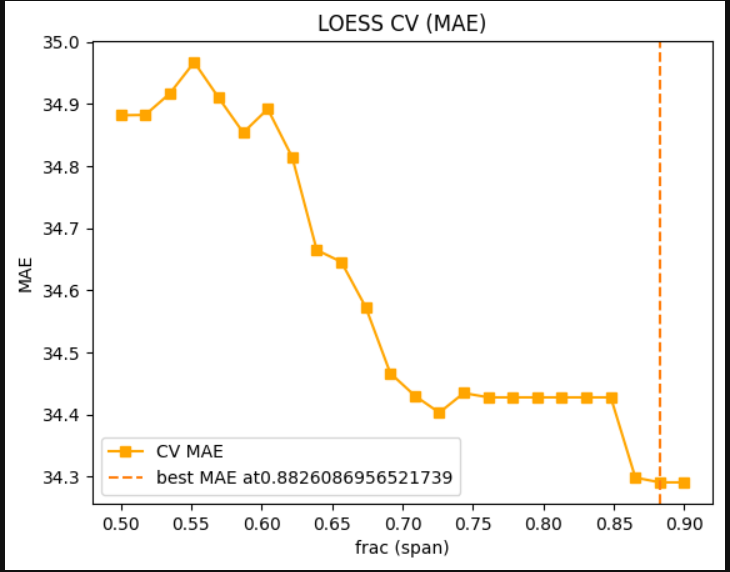 LOESS CV (MAE)
35.0
34.9
34.8
34.7
34.6
34.5
34.4
34.3
MAE
CV MAE
best MAE at0.8826086956521739
0.50 0.55 0.60 0.65 0.70 0.75 0.80 0.85 0.90
frac (span)